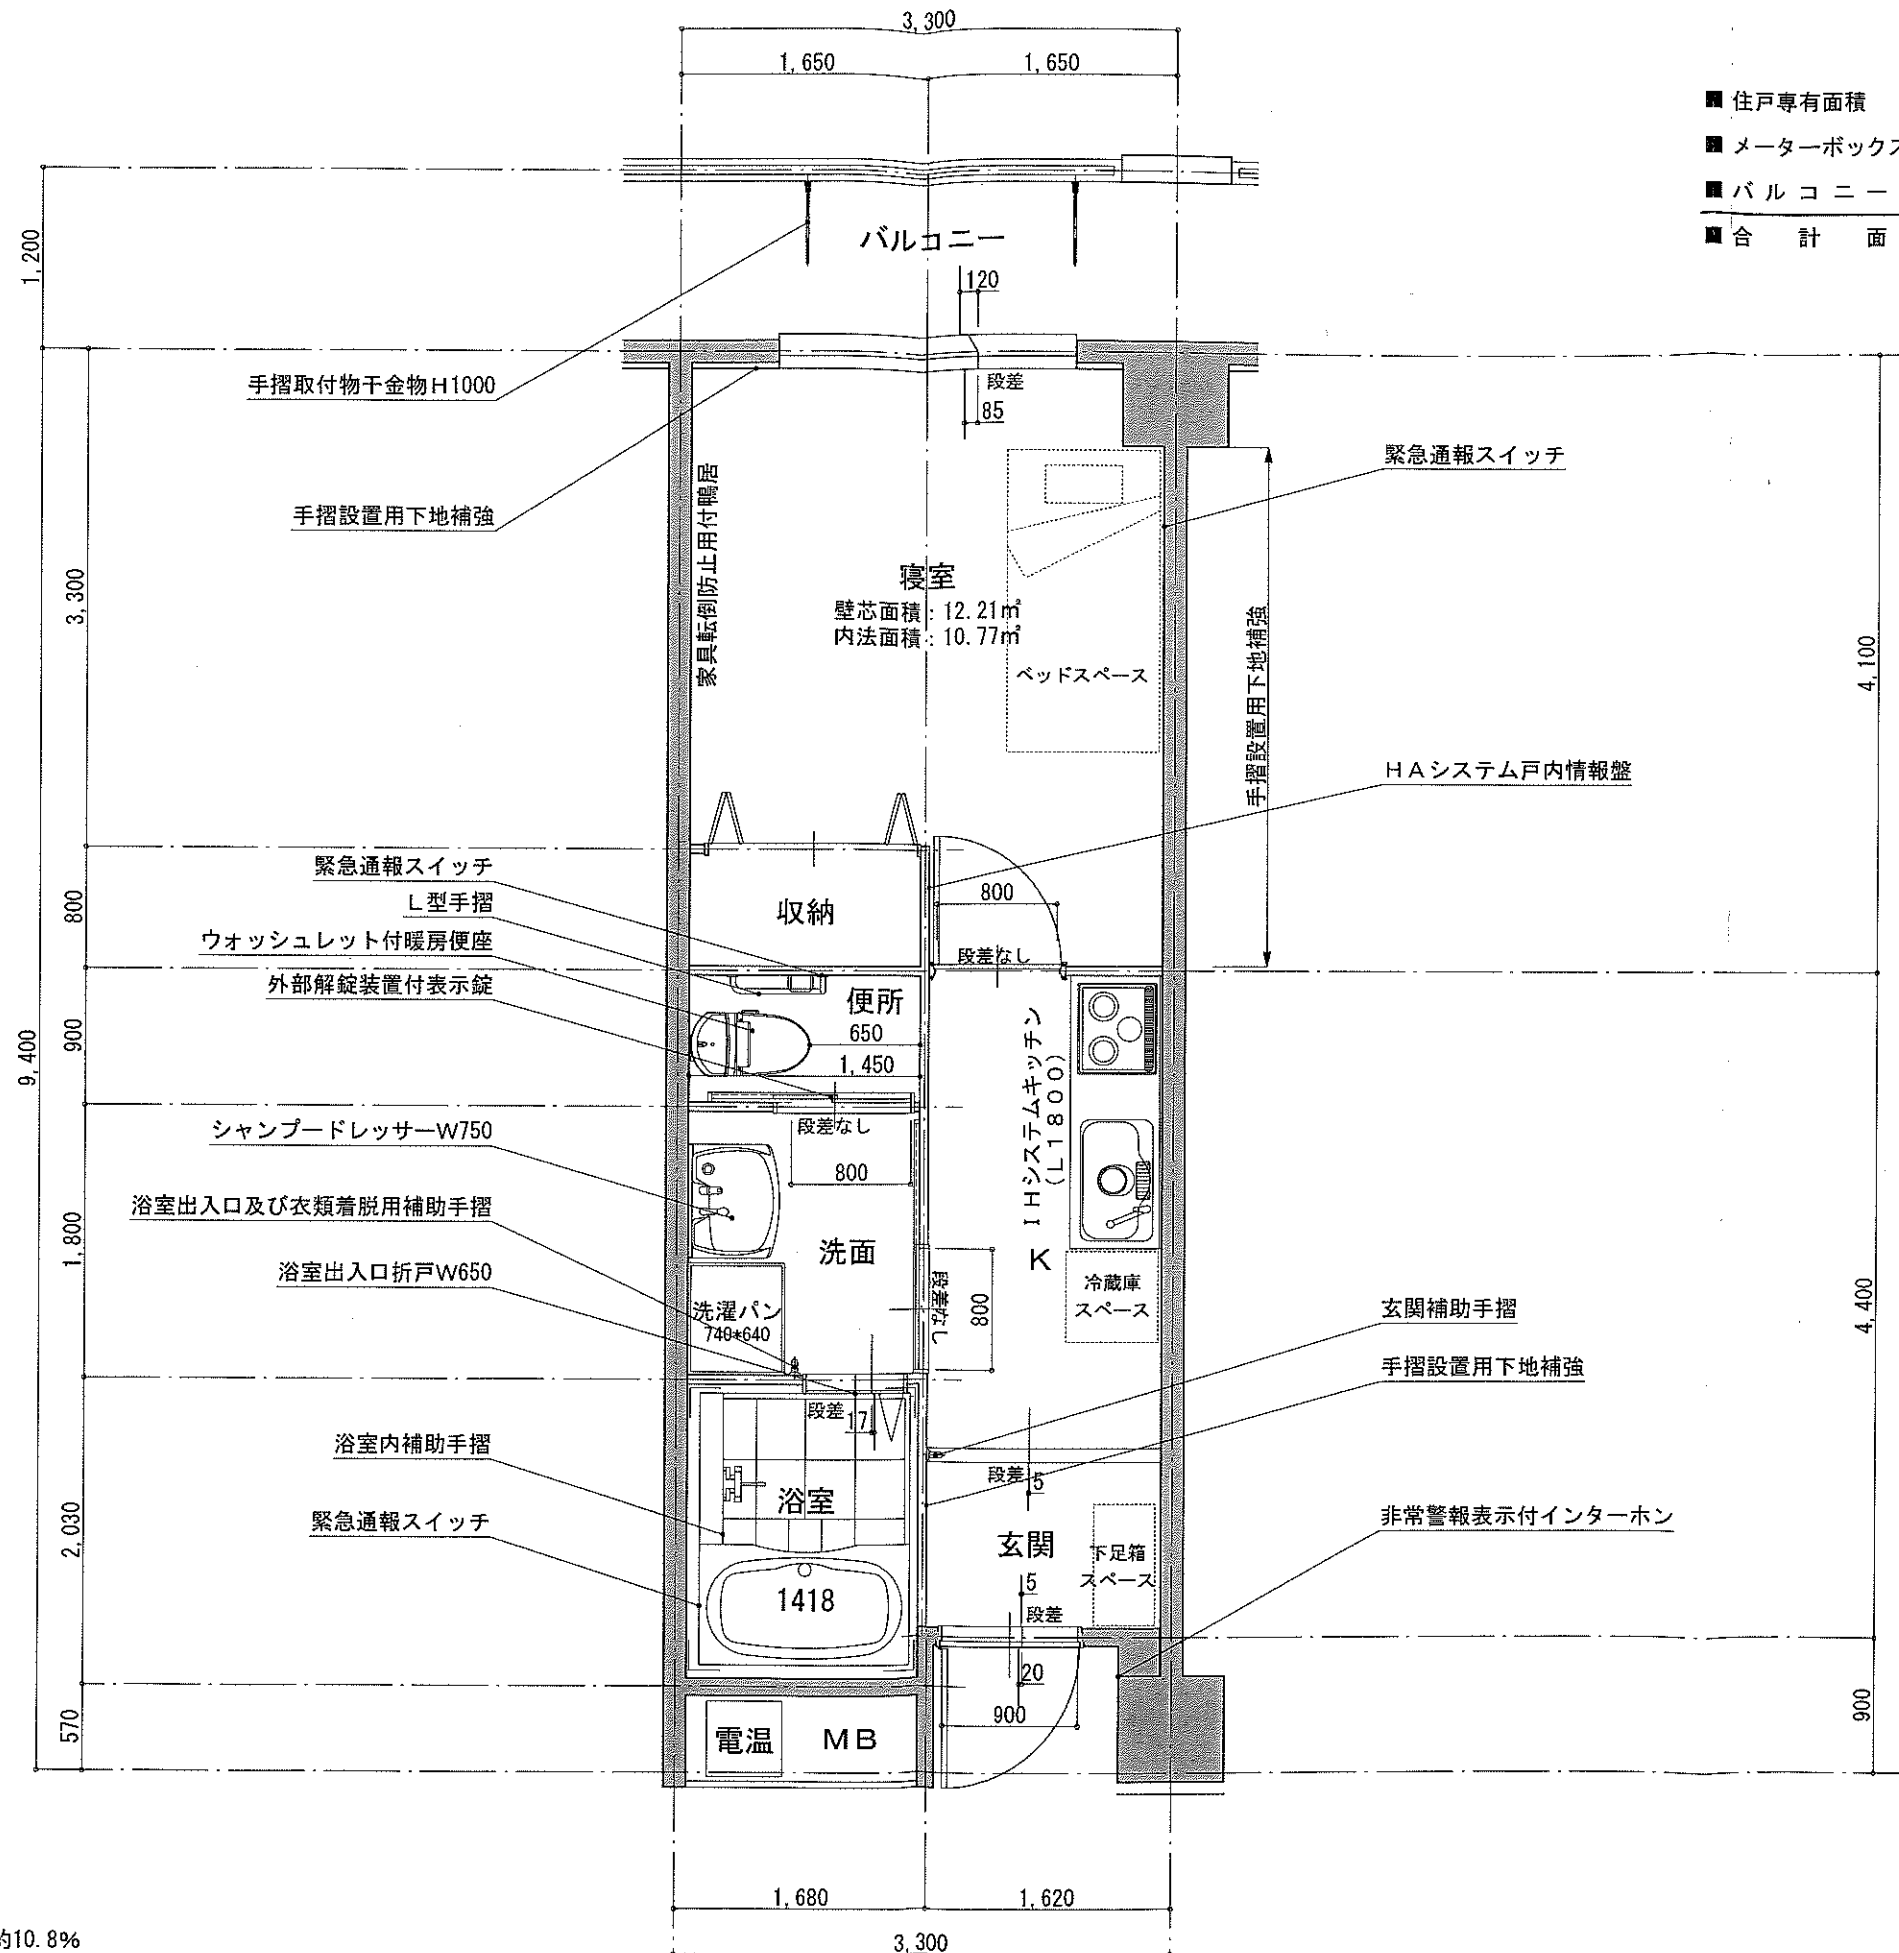 3,300
1,650
1,650
■ 住戸専有面積
■ メーターボックス
■ バルコニー
■ 合計面
1,200
バルコニー
120
段差
85
手摺取付物干金物H1000
手摺設置用下地補強
家具転倒防止用付鴨居
緊急通報スイッチ
寝室
壁芯面積：12.21㎡
内法面積：10.77㎡
ベッドスペース
手摺設置用下地補強
3,300
4,100
HAシステム戸内情報盤
緊急通報スイッチ
L型手摺
ウォッシュレット付暖房便座
外部解錠装置付表示錠
収納
800
段差なし
800
便所
650
1,450
900
9,400
IHシステムキッチン
(L1800)
シャンプードレッサーW750
段差なし
800
浴室出入口及び衣類着脱用補助手摺
洗面
K
1,800
浴室出入口折戸W650
洗濯パン
740*640
段差なし
800
冷蔵庫
スペース
玄関補助手摺
4,400
手摺設置用下地補強
段差
17
浴室内補助手摺
段差
5
浴室
緊急通報スイッチ
2,030
玄関
下足箱
スペース
非常警報表示付インターホン
1418
5
段差
20
900
570
電温
MB
900
1,680
1,620
3,300
約10.8%